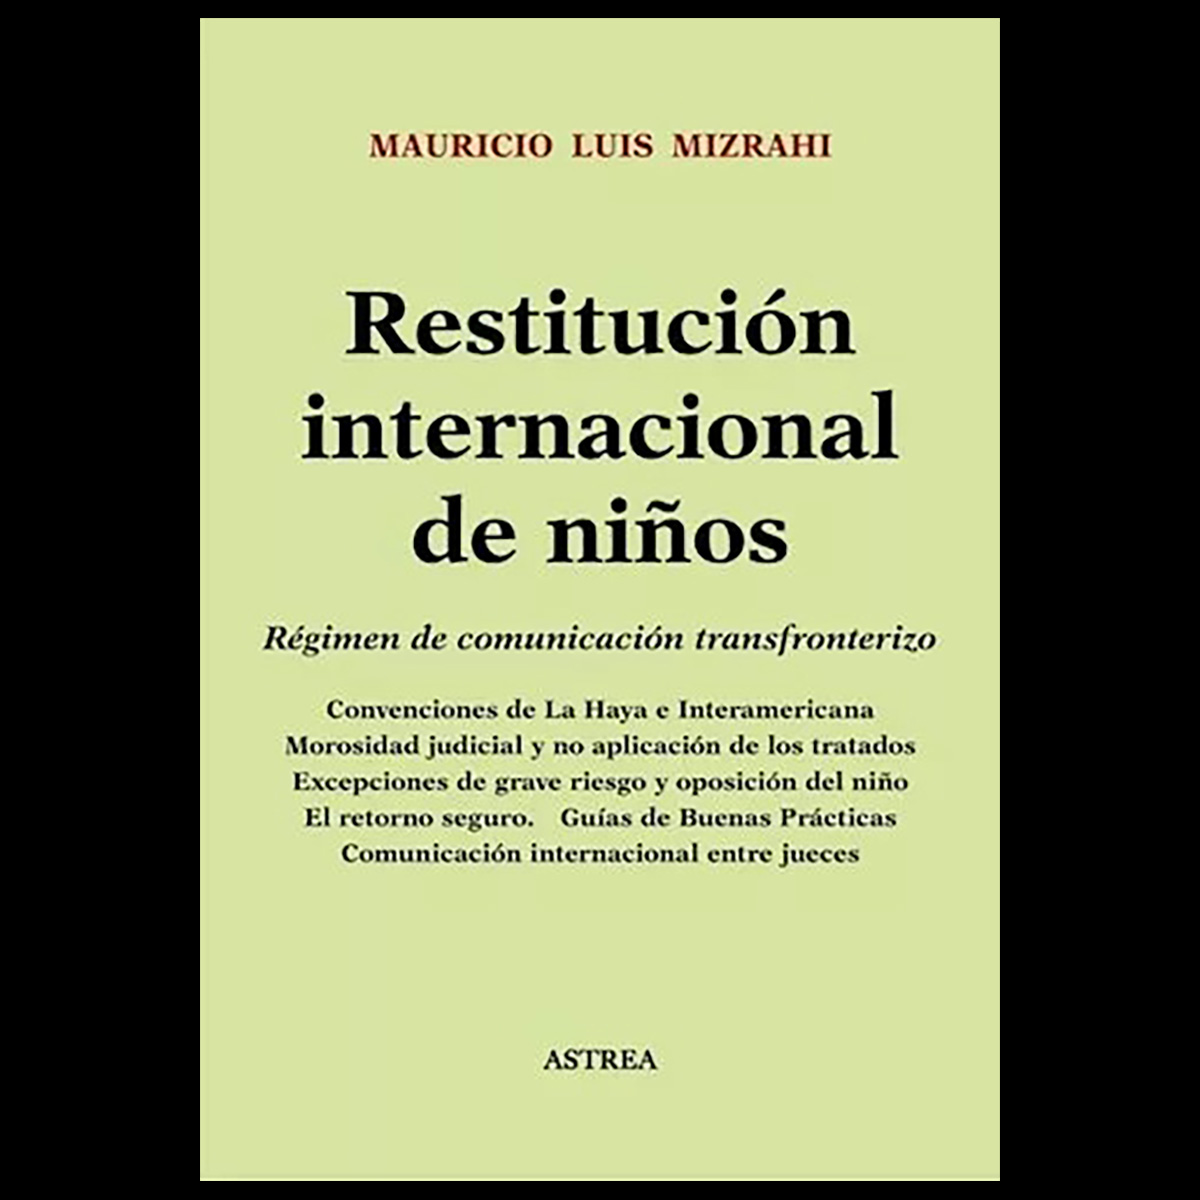 MAURICIO LUIS MIZRAHI
Restitución
internacional
de niños
Régimen de comunicación transfronterizo
Convenciones de La Haya e Interamericana
Morosidad judicial y no aplicación de los tratados
Excepciones de grave riesgo y oposición del niño
El retorno seguro. Guías de Buenas Prácticas
Comunicación internacional entre jueces
ASTREA